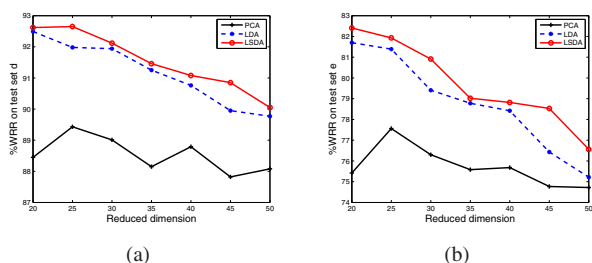 93
92
91
90
89
88
87
%WRR on test set d
20 25 30 35 40 45 50
Reduced dimension
PCA
LDA
LSDA
(a)
83
82
81
80
79
78
77
76
75
74
%WRR on test set e
20 25 30 35 40 45 50
Reduced dimension
PCA
LDA
LSDA
(b)